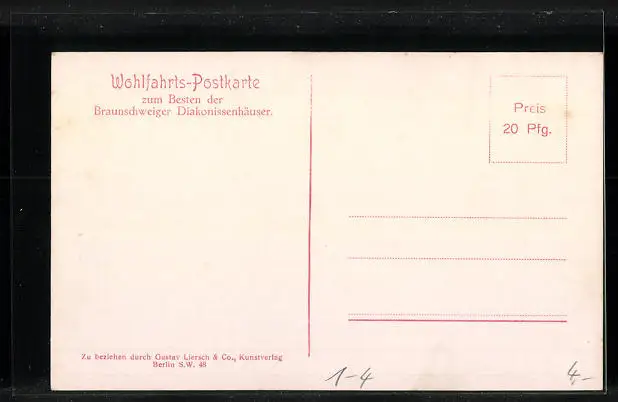 Wohlfahrts-Postkarte
zum Besten der
Braunschweiger Diakonissenhäuser.
Preis
20 Pfg.
Zu beziehen durch Gustav Liersch & Co., Kunstverlag
Berlin S.W. 48
1-4
4,-